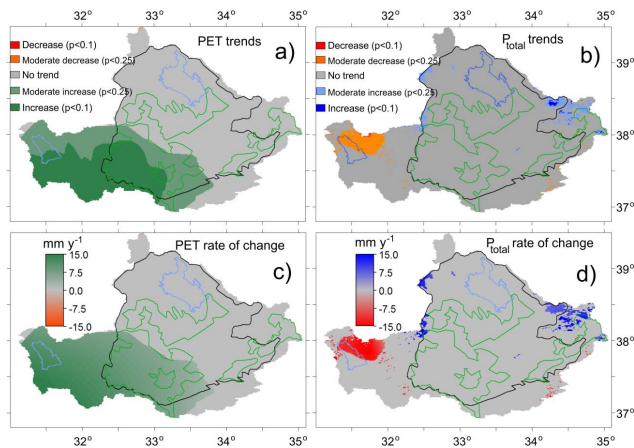 32° 33° 34° 35° 32° 33° 34° 35°
Decrease (p<0.1)
Moderate decrease (p<0.25)
No trend
Moderate increase (p<0.25)
Increase (p<0.1)
PET trends
a)
Decrease (p<0.1)
Moderate decrease (p<0.25)
No trend
Moderate increase (p<0.25)
Increase (p<0.1)
Ptotal trends
b)
39°
38°
37°
mm y-1
15.0
7.5
0.0
-7.5
-15.0
PET rate of change
c)
mm y-1
15.0
7.5
0.0
-7.5
-15.0
Ptotal rate of change
d)
39°
38°
37°
32° 33° 34° 35° 32° 33° 34° 35°